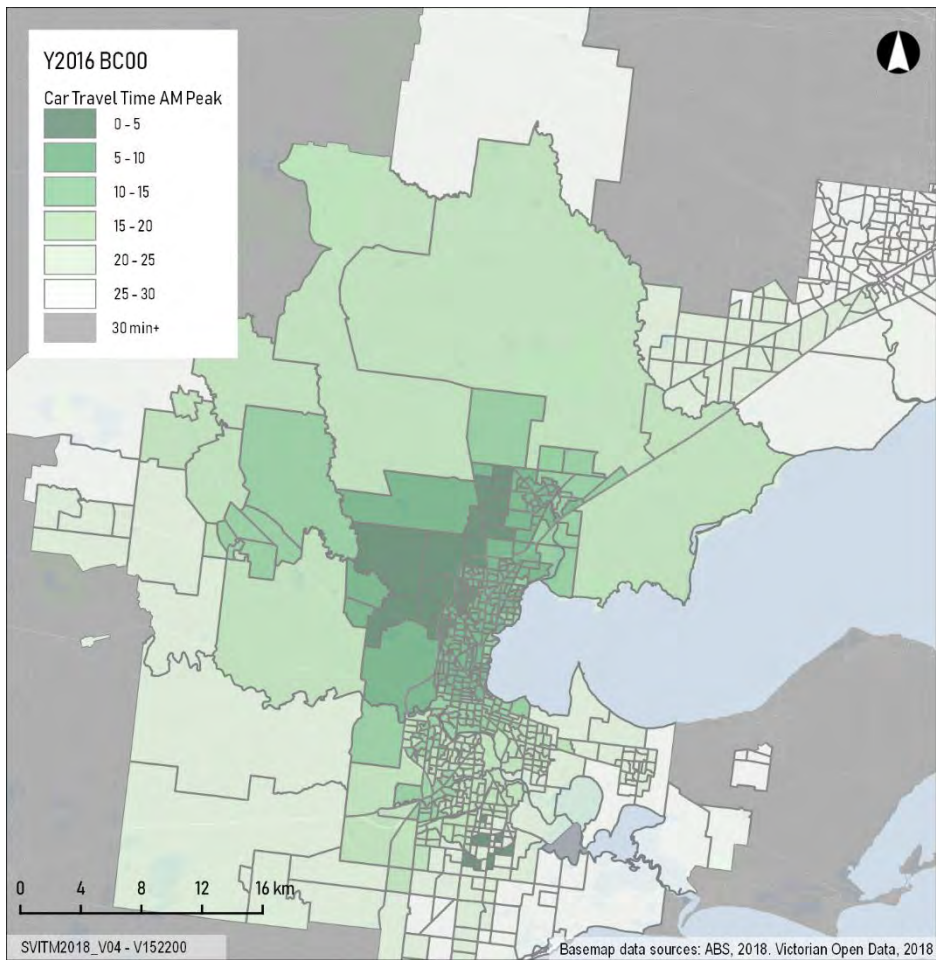 Y2016 BC00
Car Travel Time AM Peak
0 - 5
5 - 10
10 - 15
15 - 20
20 - 25
25 - 30
30 min+
0 4 8 12 16 km
SVITM2018_V04 - V152200
Basemap data sources: ABS, 2018. Victorian Open Data, 2018